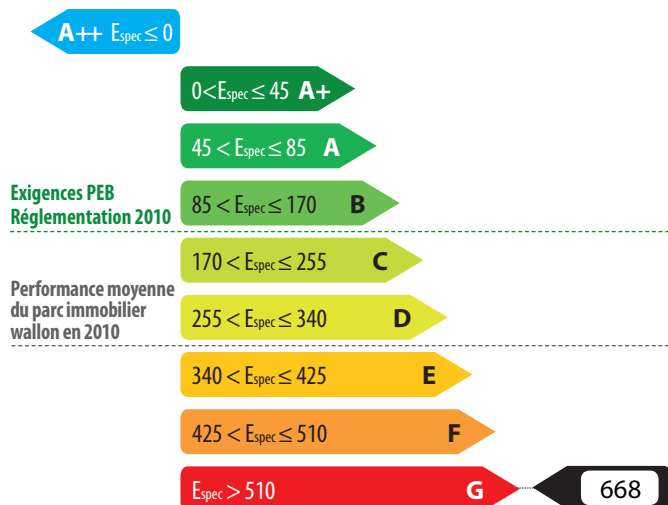 A++ Espec ≤ 0
0<Espec ≤ 45 A+
45 < Espec ≤ 85 A
Exigences PEB
Réglementation 2010
85 < Espec ≤ 170 B
170 < Espec ≤ 255 C
Performance moyenne
du parc immobilier
wallon en 2010
255 < Espec ≤ 340 D
340 < Espec ≤ 425 E
425 < Espec ≤ 510 F
Espec > 510 G 668